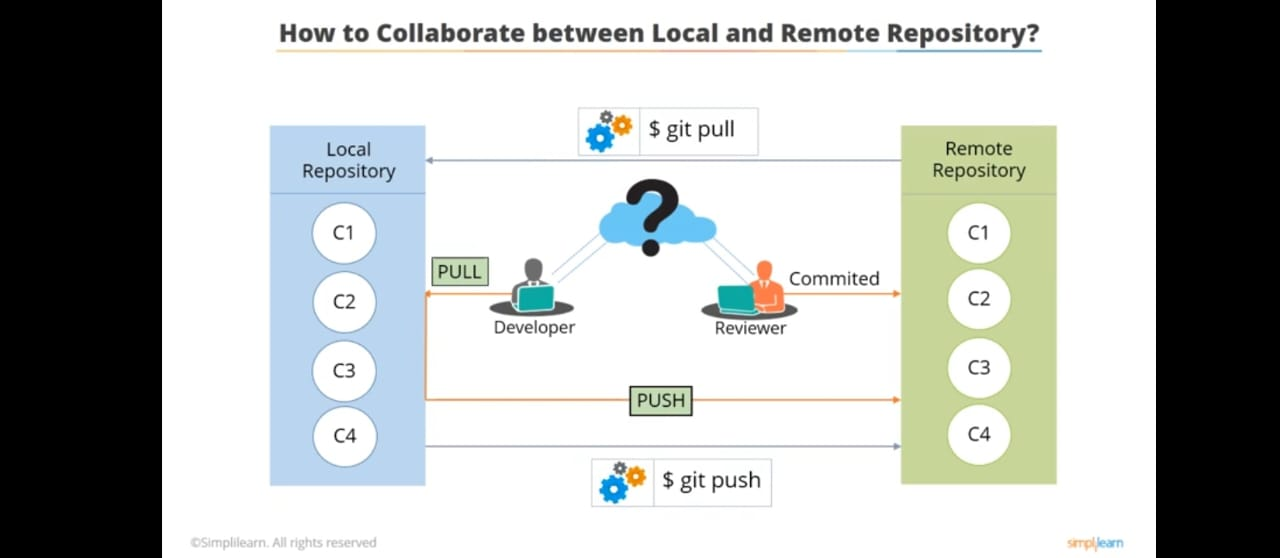 How to Collaborate between Local and Remote Repository?
$ git pull
Local
Repository
Remote
Repository
?
C1
C1
PULL
Commited
C2
C2
Developer
Reviewer
C3
C3
PUSH
C4
C4
$ git push
©Simplilearn. All rights reserved
simplilearn